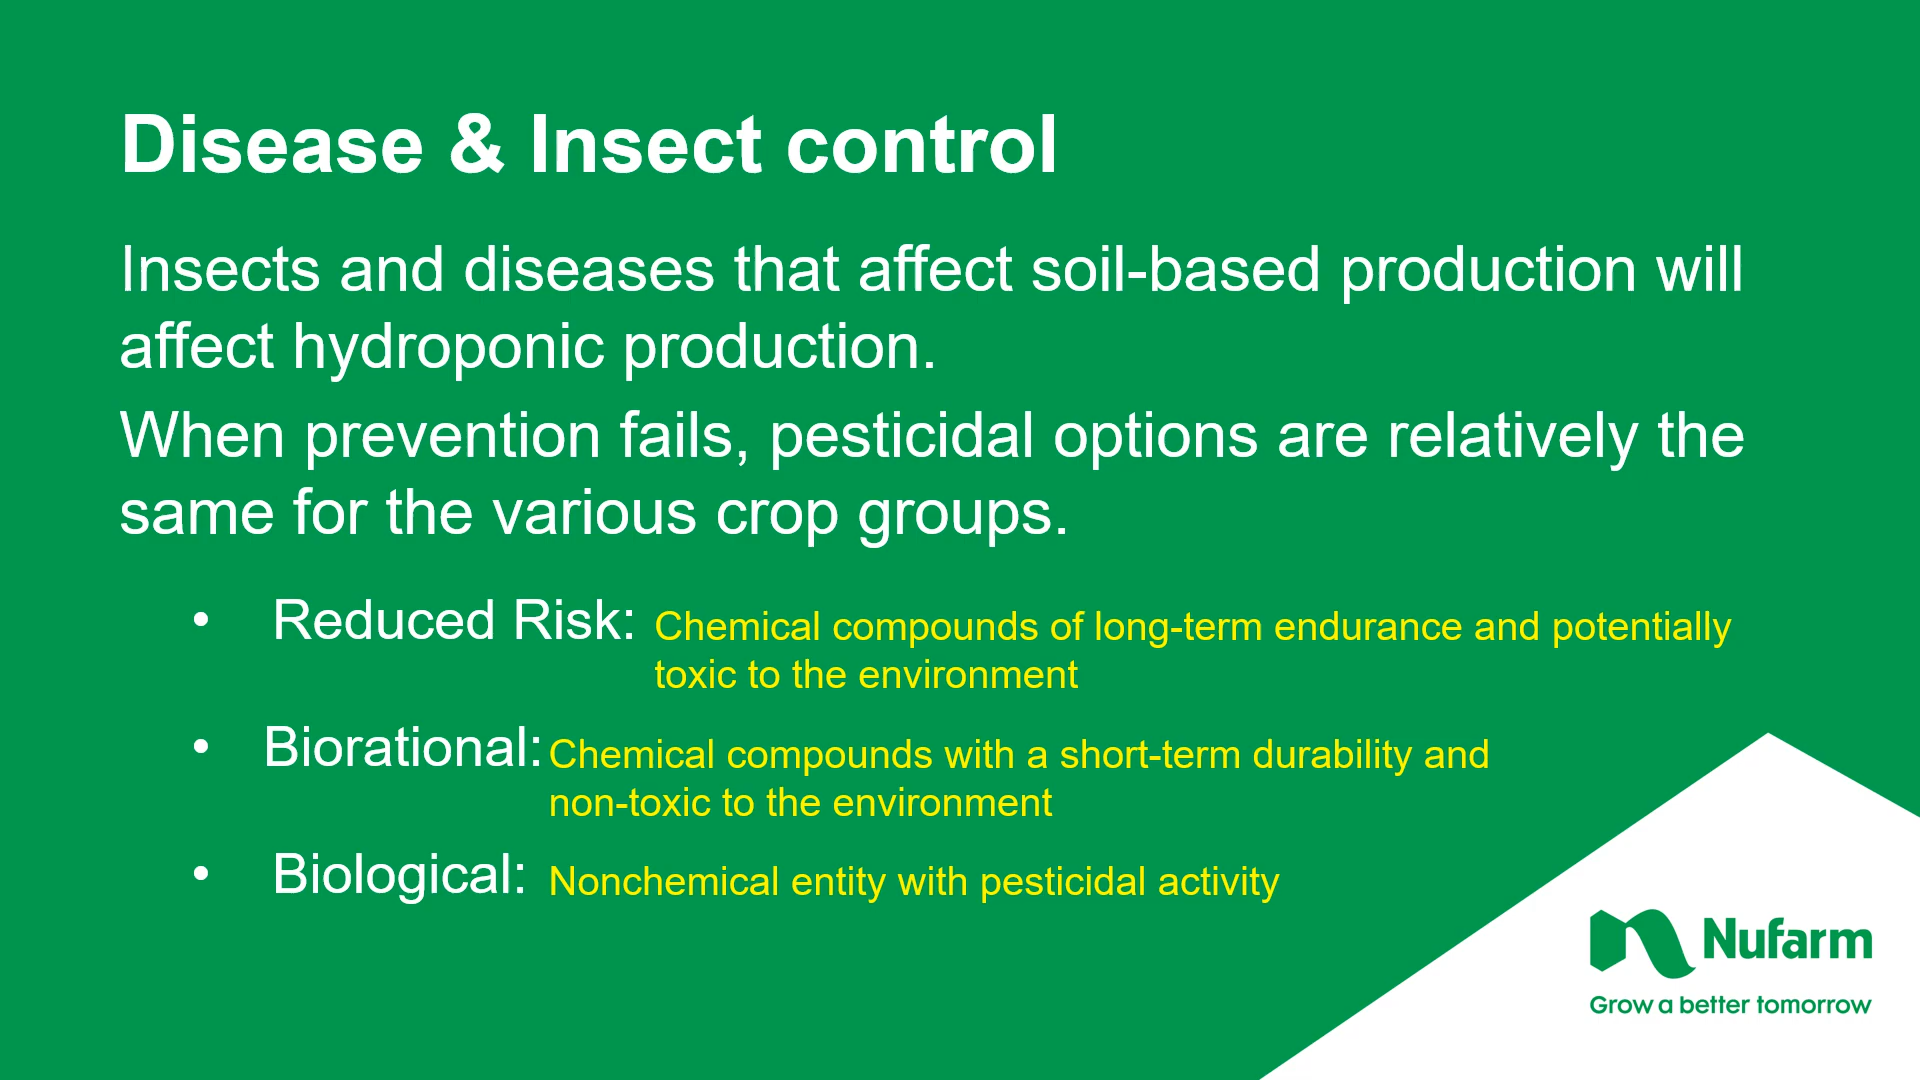 Disease & Insect control
Insects and diseases that affect soil-based production will
affect hydroponic production.
When prevention fails, pesticidal options are relatively the
same for the various crop groups.
• Reduced Risk: Chemical compounds of long-term endurance and potentially
toxic to the environment
• Biorational: Chemical compounds with a short-term durability and
non-toxic to the environment
• Biological: Nonchemical entity with pesticidal activity
Nufarm
Grow a better tomorrow